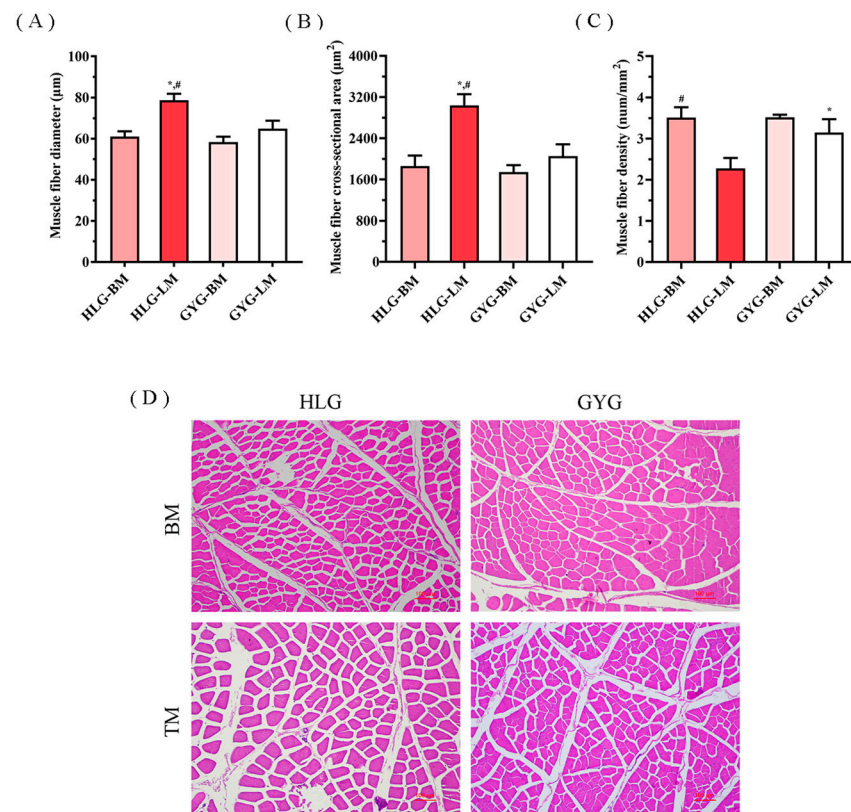 ( A )
Muscle fiber diameter (μm)
100
80
60
40
20
0
*,#
HLG-BM
HLG-LM
GYG-BM
GYG-LM
( B )
Muscle fiber cross-sectional area (μm²)
4000
3200
2400
1600
800
0
*,#
HLG-BM
HLG-LM
GYG-BM
GYG-LM
( C )
Muscle fiber density (num/mm²)
5
4
3
2
1
0
#
*
HLG-BM
HLG-LM
GYG-BM
GYG-LM
( D )
HLG
GYG
BM
TM